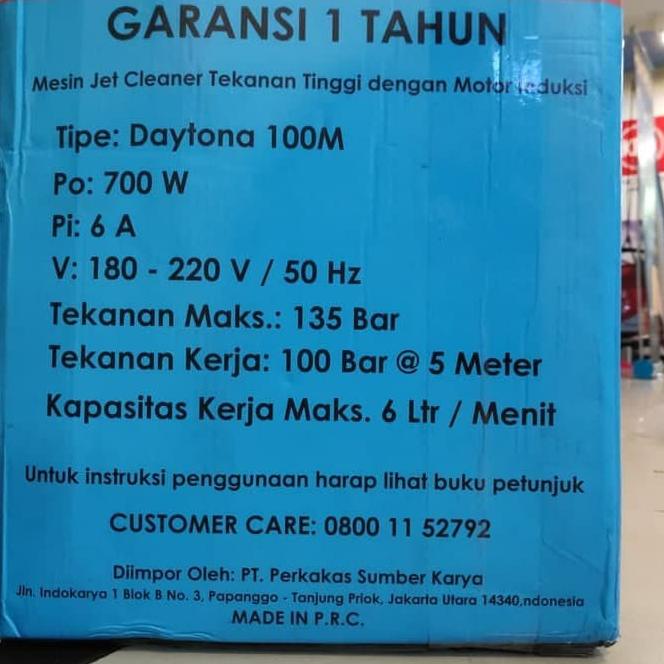 GARANSI 1 TAHUN
Mesin Jet Cleaner Tekanan Tinggi dengan Motor Induksi
Tipe: Daytona 100M
Po: 700 W
Pi: 6 A
V: 180 - 220 V / 50 Hz
Tekanan Maks.: 135 Bar
Tekanan Kerja: 100 Bar @ 5 Meter
Kapasitas Kerja Maks. 6 Ltr / Menit
Untuk instruksi penggunaan harap lihat buku petunjuk
CUSTOMER CARE: 0800 11 52792
Diimpor Oleh: PT. Perkakas Sumber Karya
Jln. Indokarya 1 Blok B No. 3, Papanggo - Tanjung Priok, Jakarta Utara 14340,ndonesia
MADE IN P.R.C.